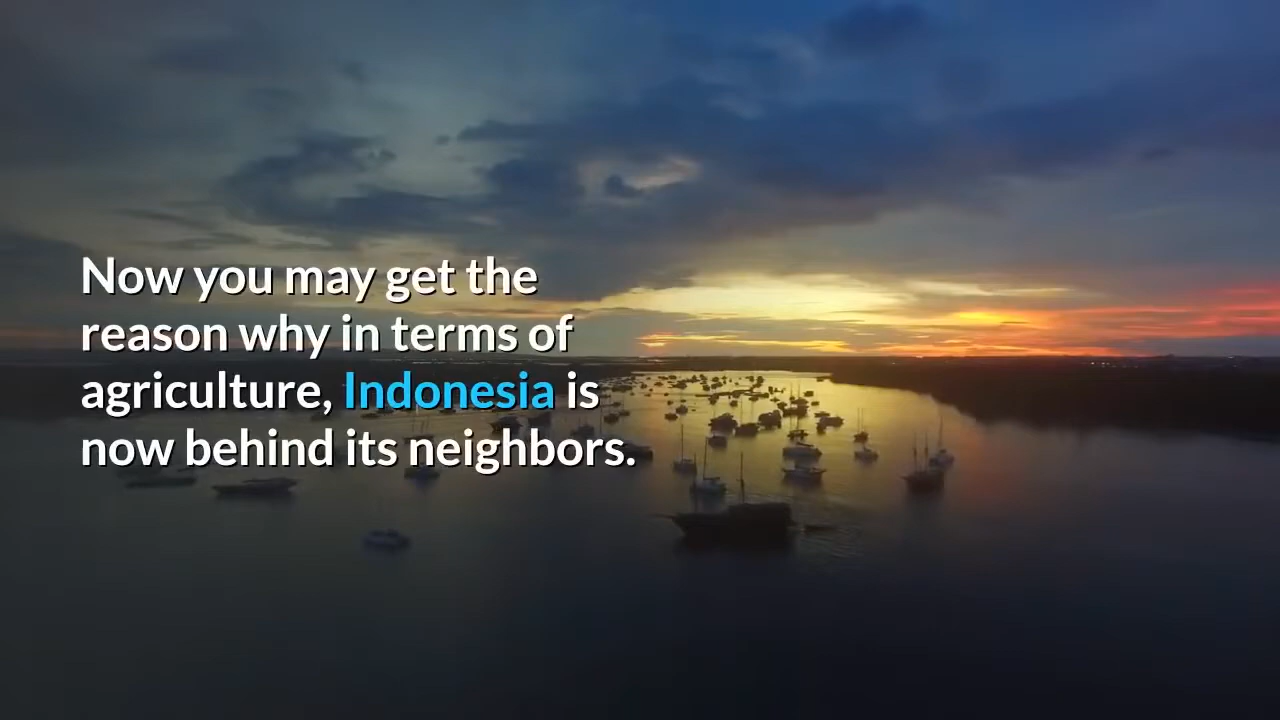 Now you may get the
reason why in terms of
agriculture, Indonesia is
now behind its neighbors.